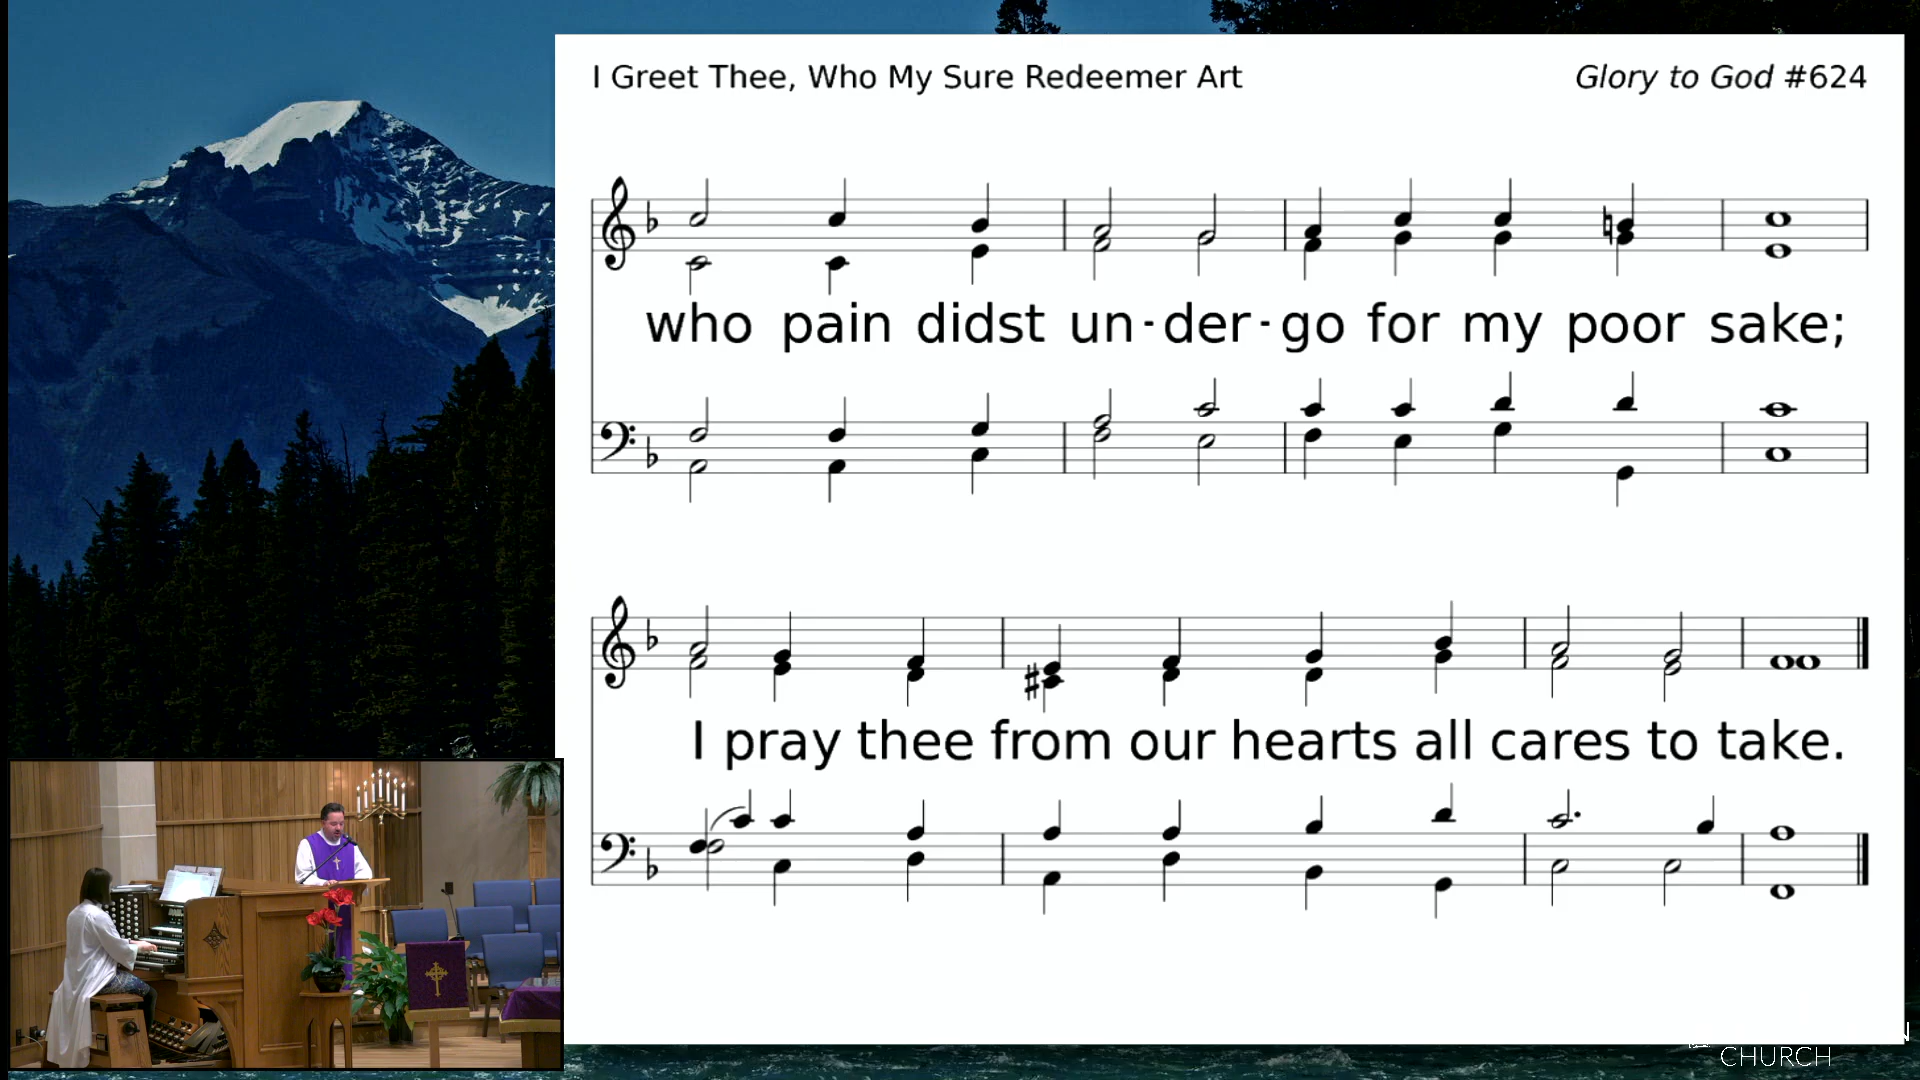 I Greet Thee, Who My Sure Redeemer Art
Glory to God #624
who pain didst un-der-go for my poor sake;
I pray thee from our hearts all cares to take.
N
CHURCH